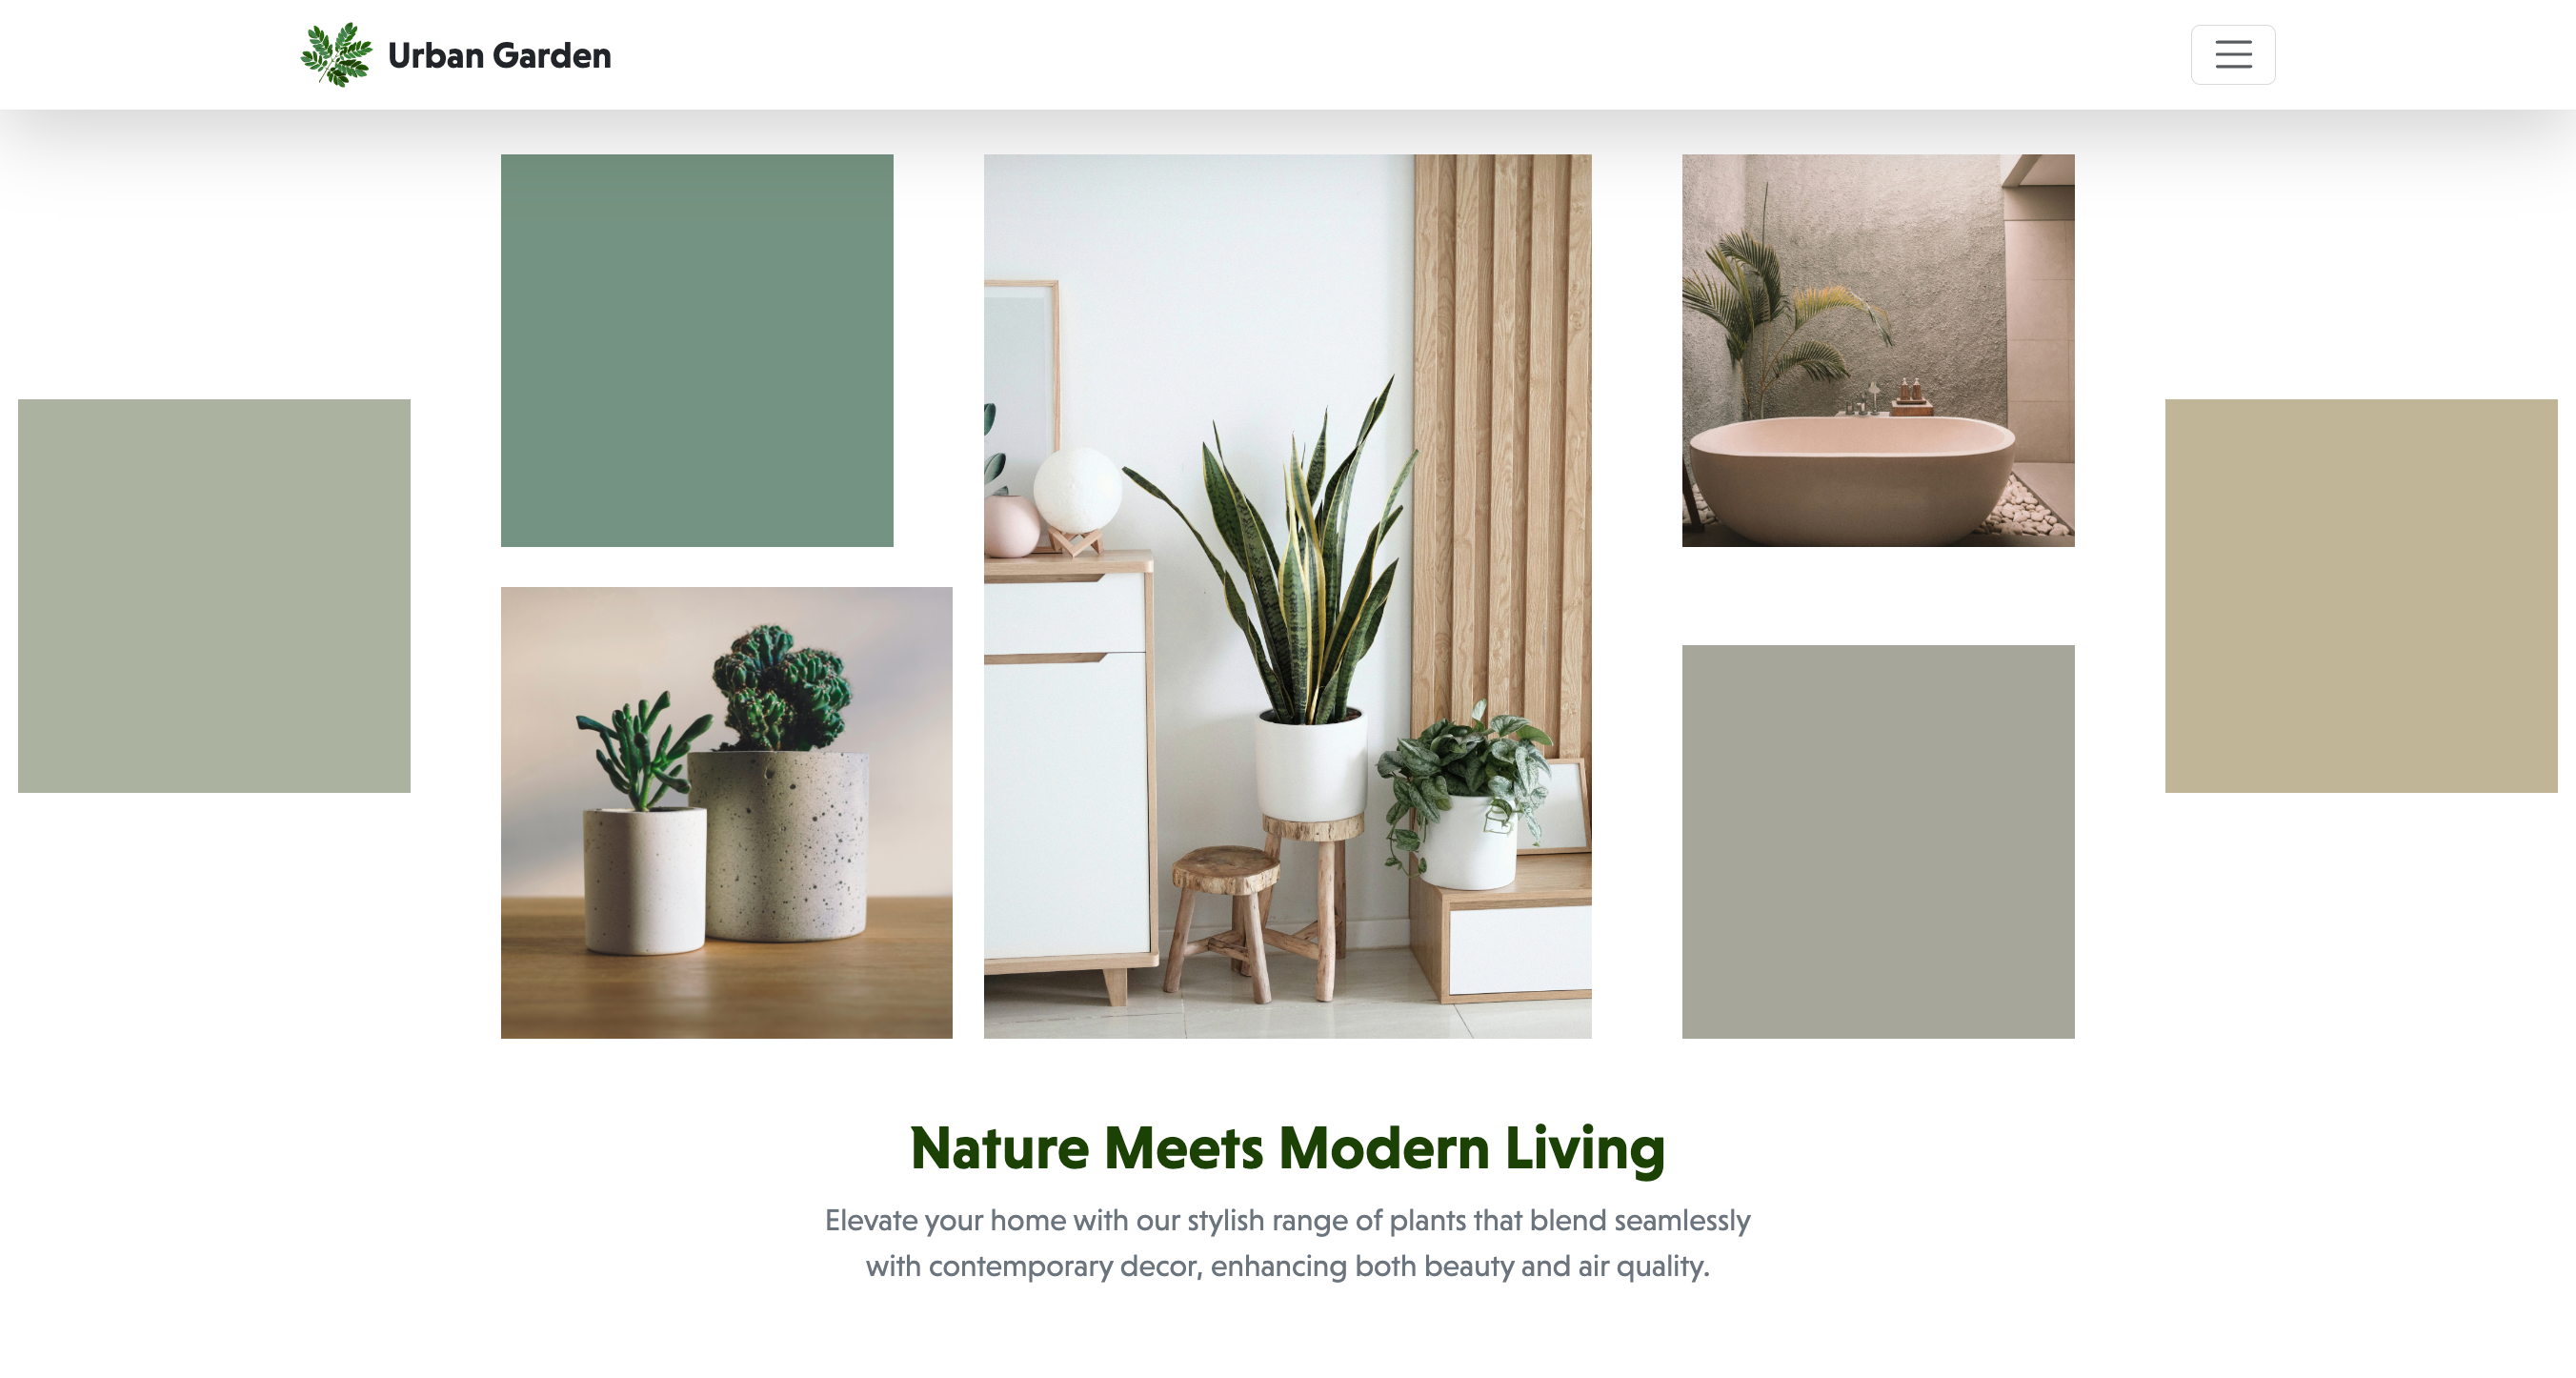 Urban Garden
Nature Meets Modern Living
Elevate your home with our stylish range of plants that blend seamlessly
with contemporary decor, enhancing both beauty and air quality.